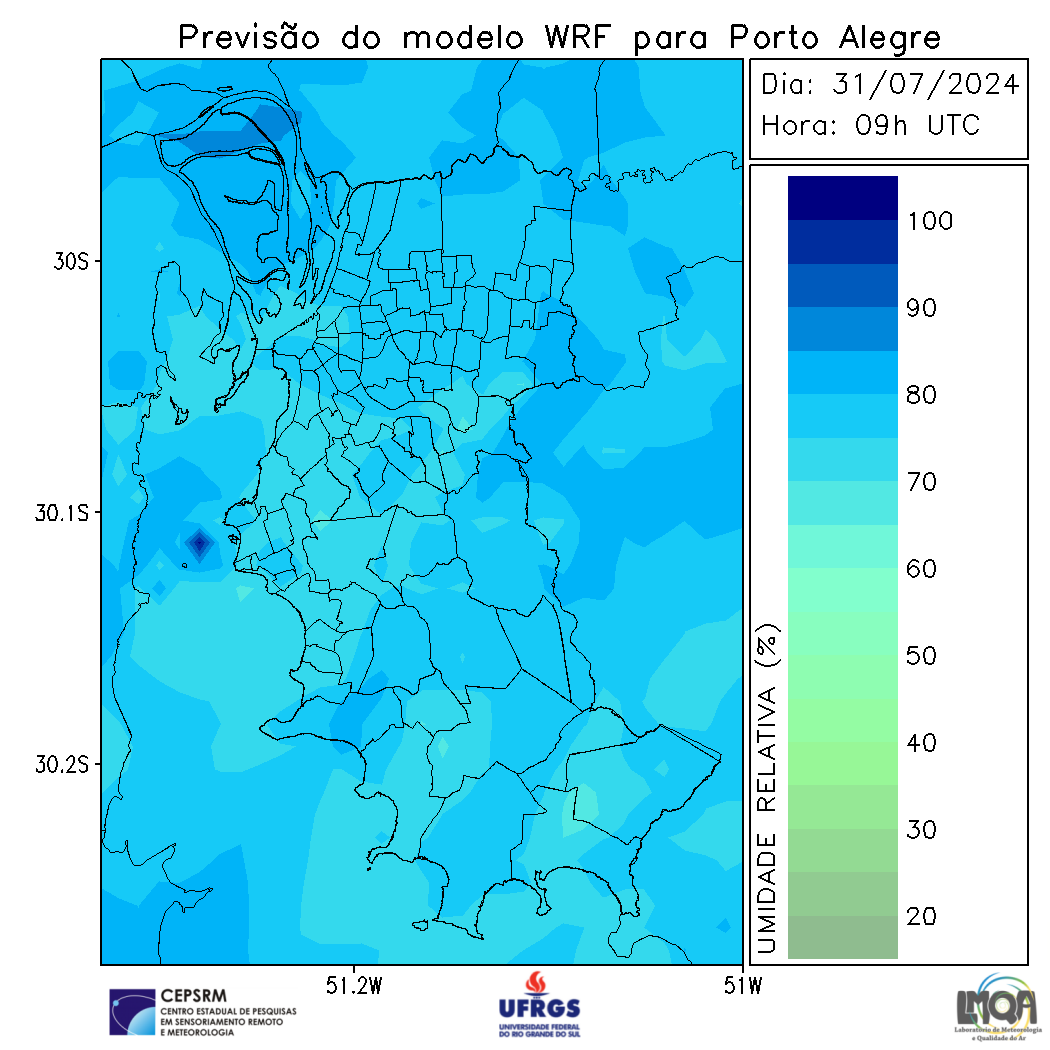 Previsão do modelo WRF para Porto Alegre
Dia: 31/07/2024
Hora: 09h UTC
100
90
80
70
60
50
40
30
20
UMIDADE RELATIVA (%)
30S
30.1S
30.2S
51.2W
51W
CEPSRM
CENTRO ESTADUAL DE PESQUISAS
EM SENSORIAMENTO REMOTO
E METEOROLOGIA
UFRGS
UNIVERSIDADE FEDERAL
DO RIO GRANDE DO SUL
LMQA
Laboratório de Meteorologia
e Qualidade do Ar